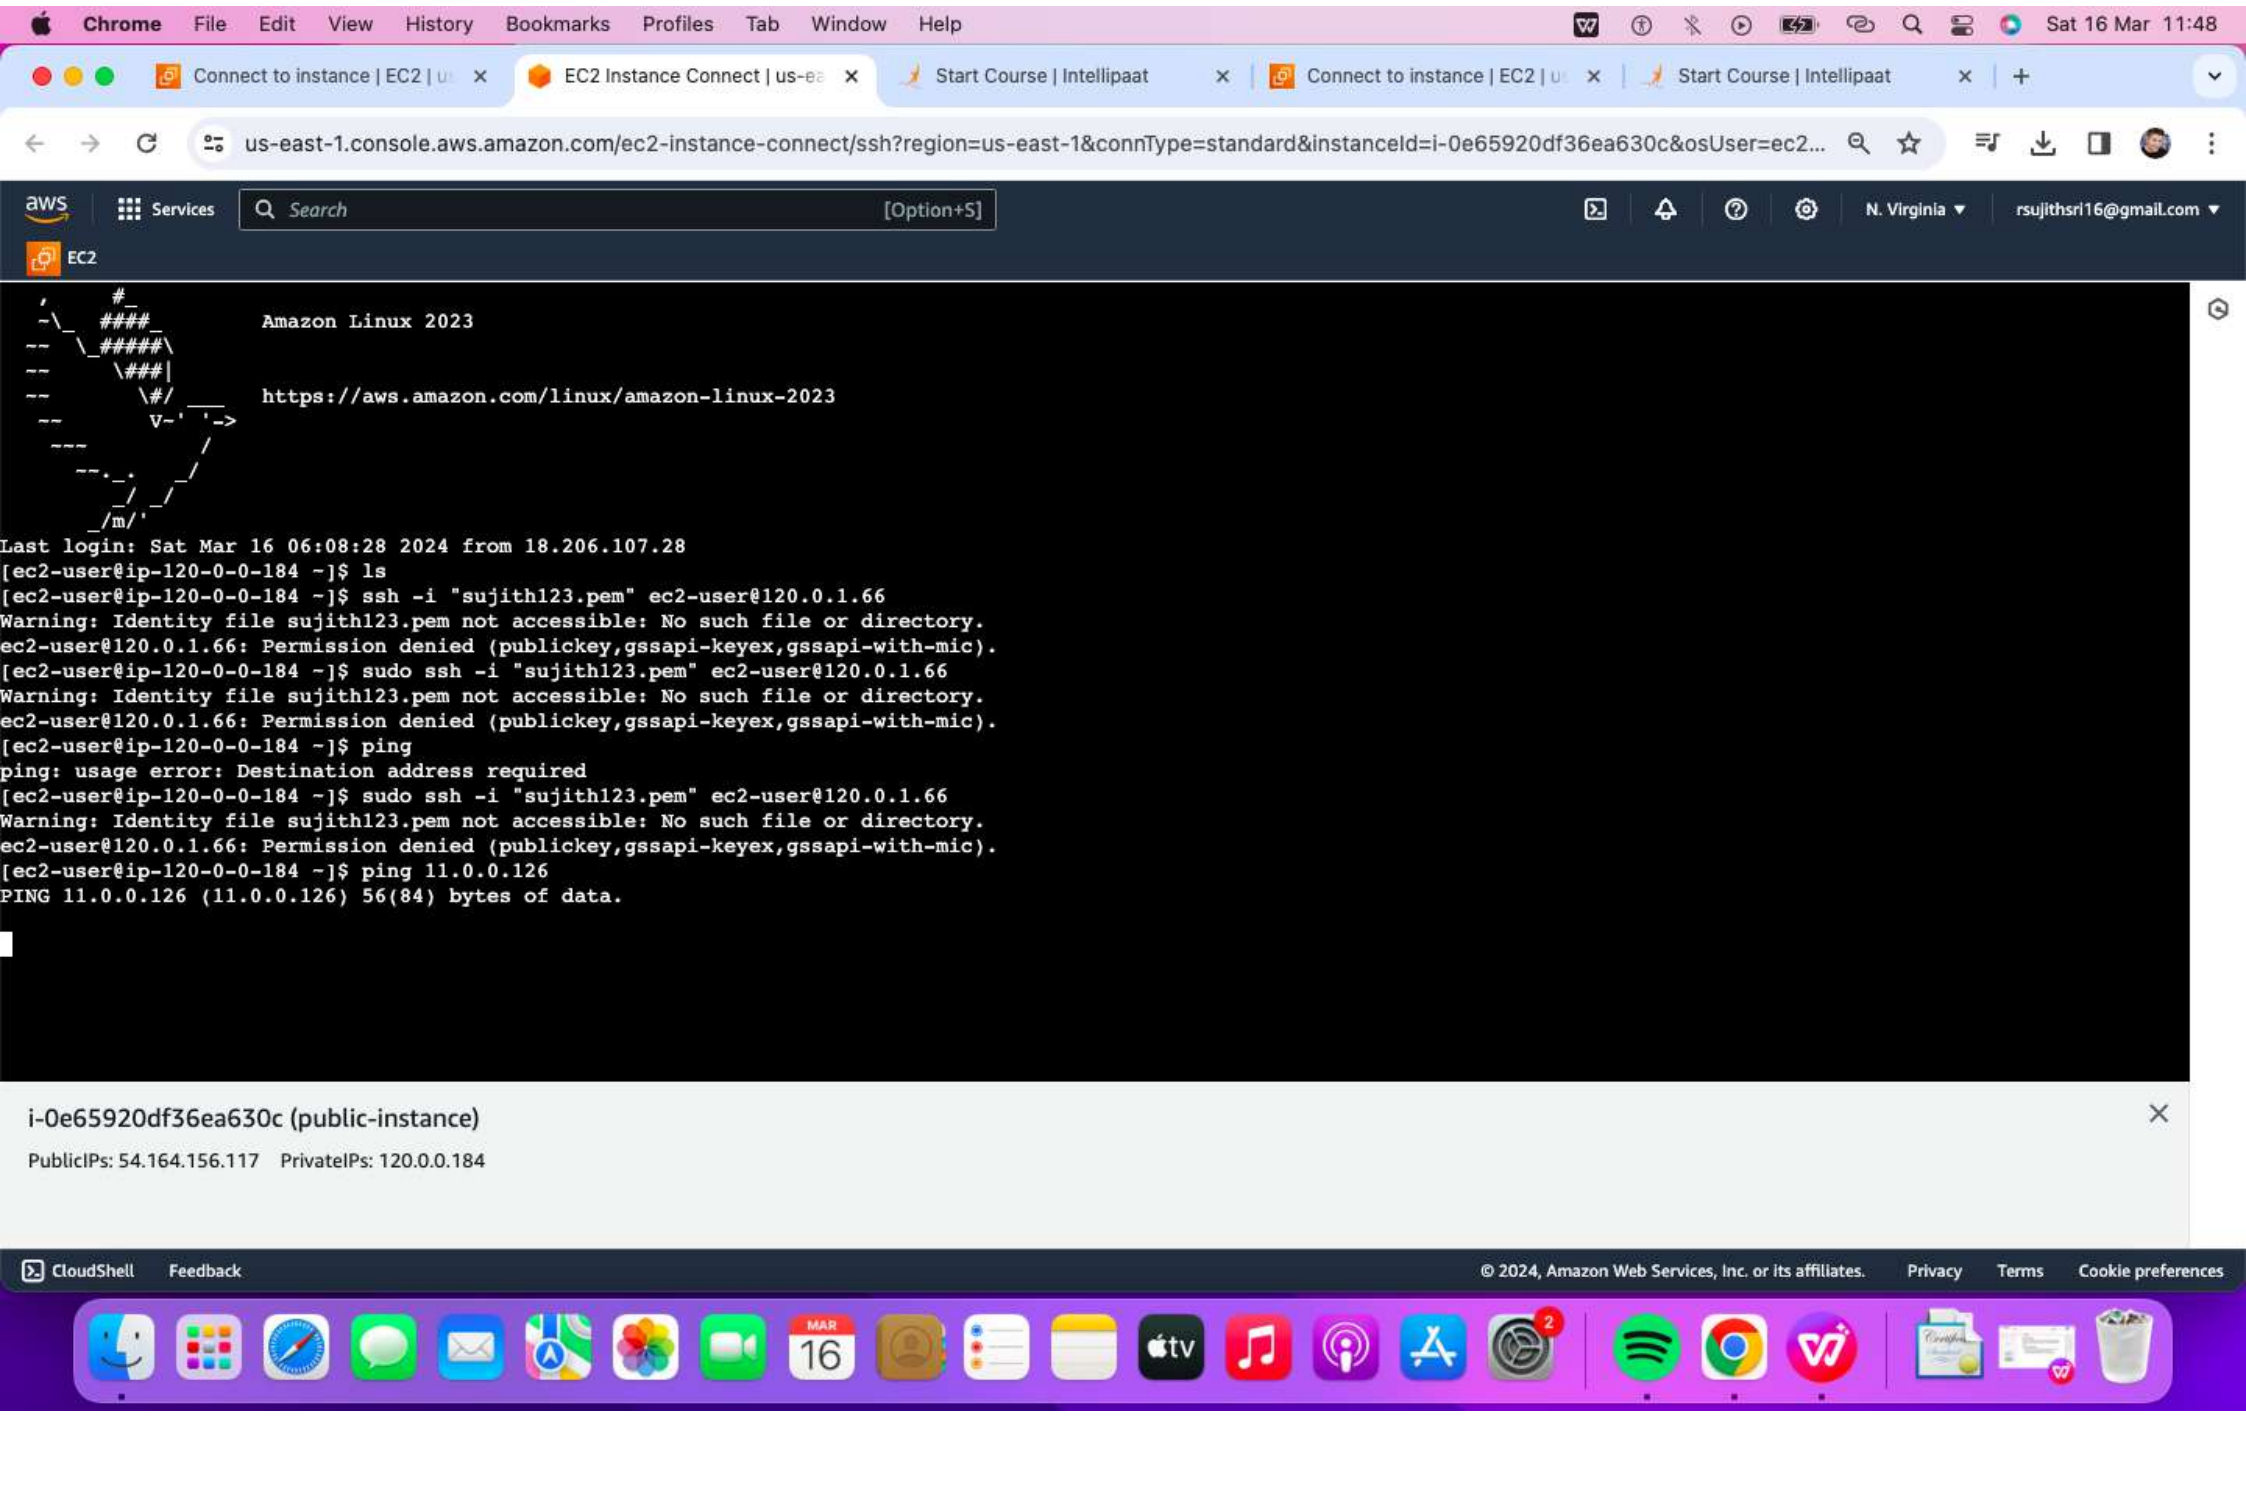 Chrome File Edit View History Bookmarks Profiles Tab Window Help Sat 16 Mar 11:48
Connect to instance | EC2 | u EC2 Instance Connect | us-ea Start Course | Intellipaat Connect to instance | EC2 | u Start Course | Intellipaat
us-east-1.console.aws.amazon.com/ec2-instance-connect/ssh?region=us-east-1&connType=standard&instanceId=i-0e65920df36ea630c&osUser=ec2...
aws Services Search [Option+S] N. Virginia ▼ rsujithsri16@gmail.com ▼
EC2
   ,     #_
   ~\_  ####_        Amazon Linux 2023
  ~~  \_#####\
  ~~     \###|
  ~~       \#/ ___   https://aws.amazon.com/linux/amazon-linux-2023
   ~~       V~' '->
    ~~~         /
      ~~._.   _/
         _/ _/
       _/m/'
Last login: Sat Mar 16 06:08:28 2024 from 18.206.107.28
[ec2-user@ip-120-0-0-184 ~]$ ls
[ec2-user@ip-120-0-0-184 ~]$ ssh -i "sujith123.pem" ec2-user@120.0.1.66
Warning: Identity file sujith123.pem not accessible: No such file or directory.
ec2-user@120.0.1.66: Permission denied (publickey,gssapi-keyex,gssapi-with-mic).
[ec2-user@ip-120-0-0-184 ~]$ sudo ssh -i "sujith123.pem" ec2-user@120.0.1.66
Warning: Identity file sujith123.pem not accessible: No such file or directory.
ec2-user@120.0.1.66: Permission denied (publickey,gssapi-keyex,gssapi-with-mic).
[ec2-user@ip-120-0-0-184 ~]$ ping
ping: usage error: Destination address required
[ec2-user@ip-120-0-0-184 ~]$ sudo ssh -i "sujith123.pem" ec2-user@120.0.1.66
Warning: Identity file sujith123.pem not accessible: No such file or directory.
ec2-user@120.0.1.66: Permission denied (publickey,gssapi-keyex,gssapi-with-mic).
[ec2-user@ip-120-0-0-184 ~]$ ping 11.0.0.126
PING 11.0.0.126 (11.0.0.126) 56(84) bytes of data.
i-0e65920df36ea630c (public-instance)
PublicIPs: 54.164.156.117 PrivateIPs: 120.0.0.184
CloudShell Feedback © 2024, Amazon Web Services, Inc. or its affiliates. Privacy Terms Cookie preferences
MAR
16
tv
2